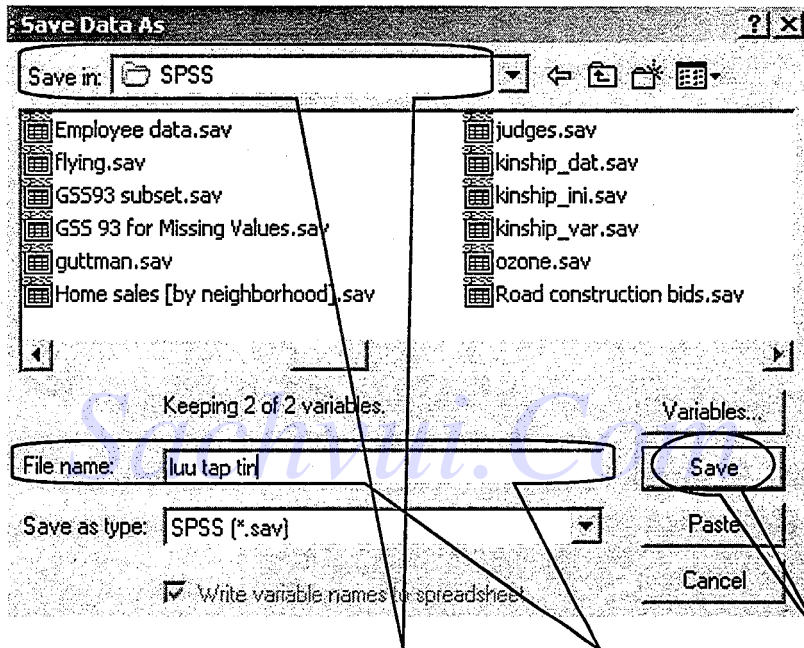 Save Data As
Save in: SPSS
Employee data.sav
flying.sav
GSS93 subset.sav
GSS 93 for Missing Values.sav
guttman.sav
Home sales [by neighborhood].sav
judges.sav
kinship_dat.sav
kinship_ini.sav
kinship_var.sav
ozone.sav
Road construction bids.sav
Keeping 2 of 2 variables.
Variables...
Sachvui.Com
File name: luu tap tin
Save
Save as type: SPSS (*.sav)
Paste
Write variable names to spreadsheet
Cancel